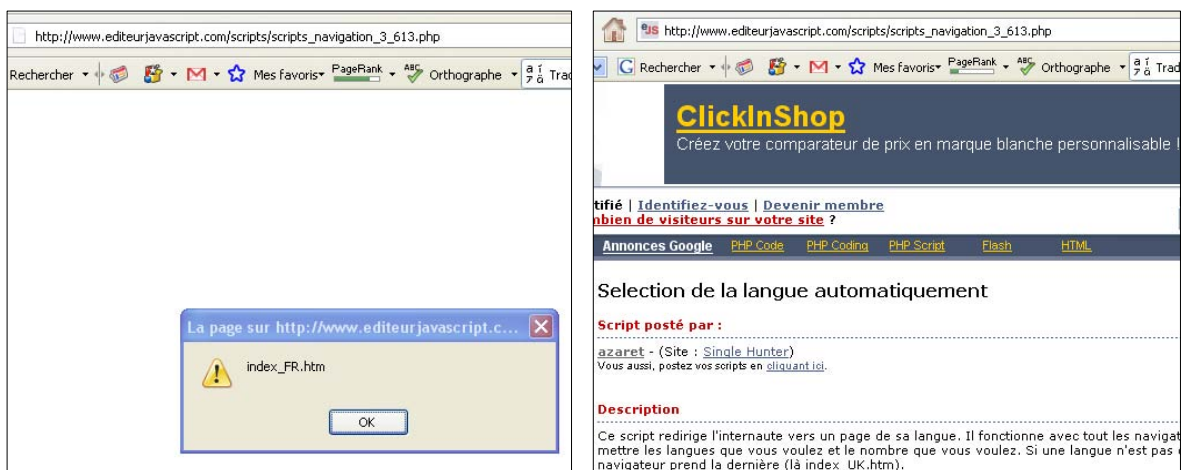 http://www.editeurjavascript.com/scripts/scripts_navigation_3_613.php
Rechercher Mes favoris PageRank ABC Orthographe Trad
La page sur http://www.editeurjavascript.c...
index_FR.htm
OK
eJS http://www.editeurjavascript.com/scripts/scripts_navigation_3_613.php
G Rechercher Mes favoris PageRank ABC Orthographe Trad
ClickInShop
Créez votre comparateur de prix en marque blanche personnalisable !
tifié | Identifiez-vous | Devenir membre
nbien de visiteurs sur votre site ?
Annonces Google PHP Code PHP Coding PHP Script Flash HTML
Selection de la langue automatiquement
Script posté par :
azaret - (Site : Single Hunter)
Vous aussi, postez vos scripts en cliquant ici.
Description
Ce script redirige l'internaute vers un page de sa langue. Il fonctionne avec tout les navigat
mettre les langues que vous voulez et le nombre que vous voulez. Si une langue n'est pas
navigateur prend la dernière (là index_UK.htm).